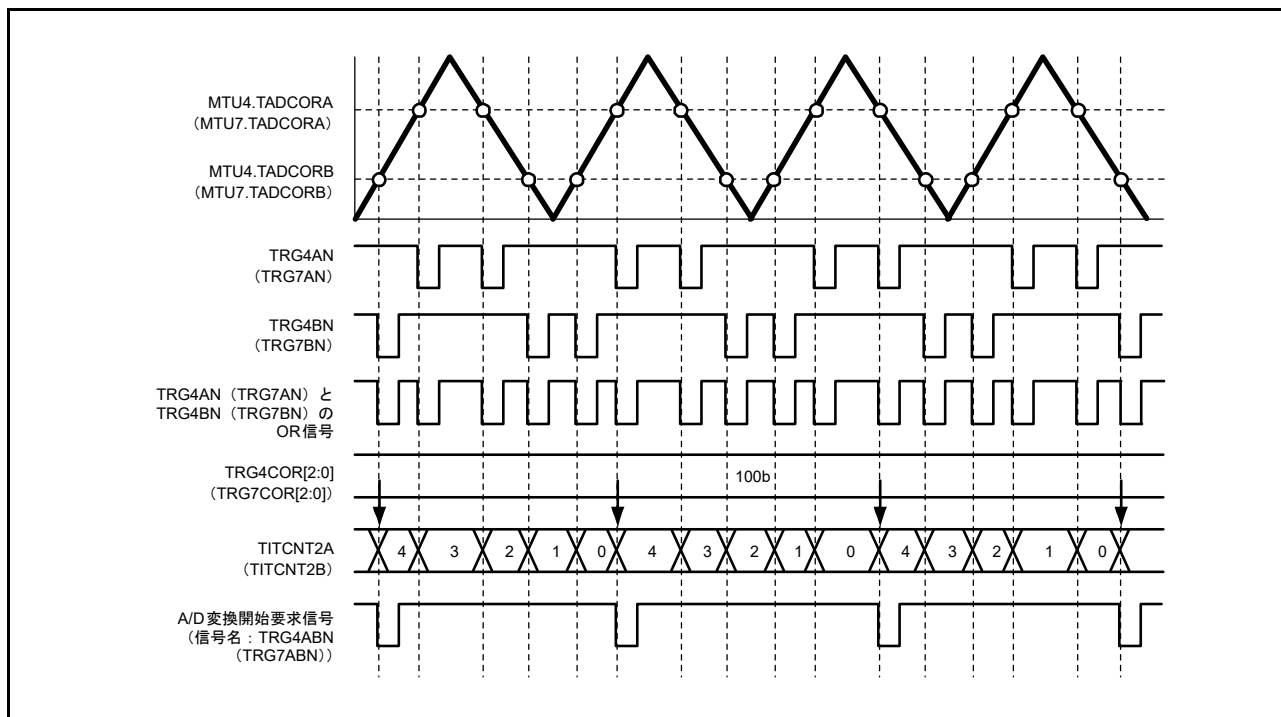 MTU4.TADCORA
（MTU7.TADCORA）
MTU4.TADCORB
（MTU7.TADCORB）
TRG4AN
（TRG7AN）
TRG4BN
（TRG7BN）
TRG4AN（TRG7AN）と
TRG4BN（TRG7BN）の
OR信号
TRG4COR[2:0]
（TRG7COR[2:0]）
100b
TITCNT2A
（TITCNT2B）
4 3 2 1 0 4 3 2 1 0 4 3 2 1 0
A/D変換開始要求信号
（信号名：TRG4ABN
（TRG7ABN））